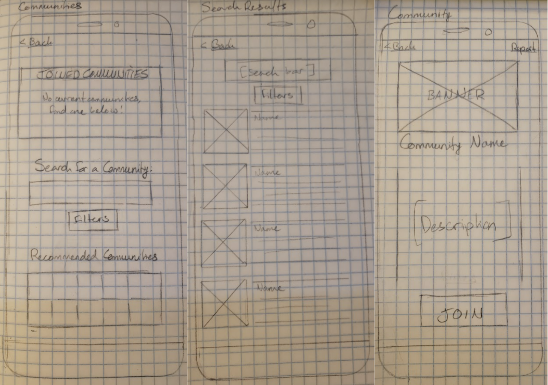 Communities
< Back
JOINED COMMUNITIES
No current communities,
find one below!
Search for a Community:
Filters
Recommended Communities
Search Results
< Back
[Search bar]
Filters
Name
Name
Name
Name
Community
< Back
Report
BANNER
Community Name
[Description]
JOIN